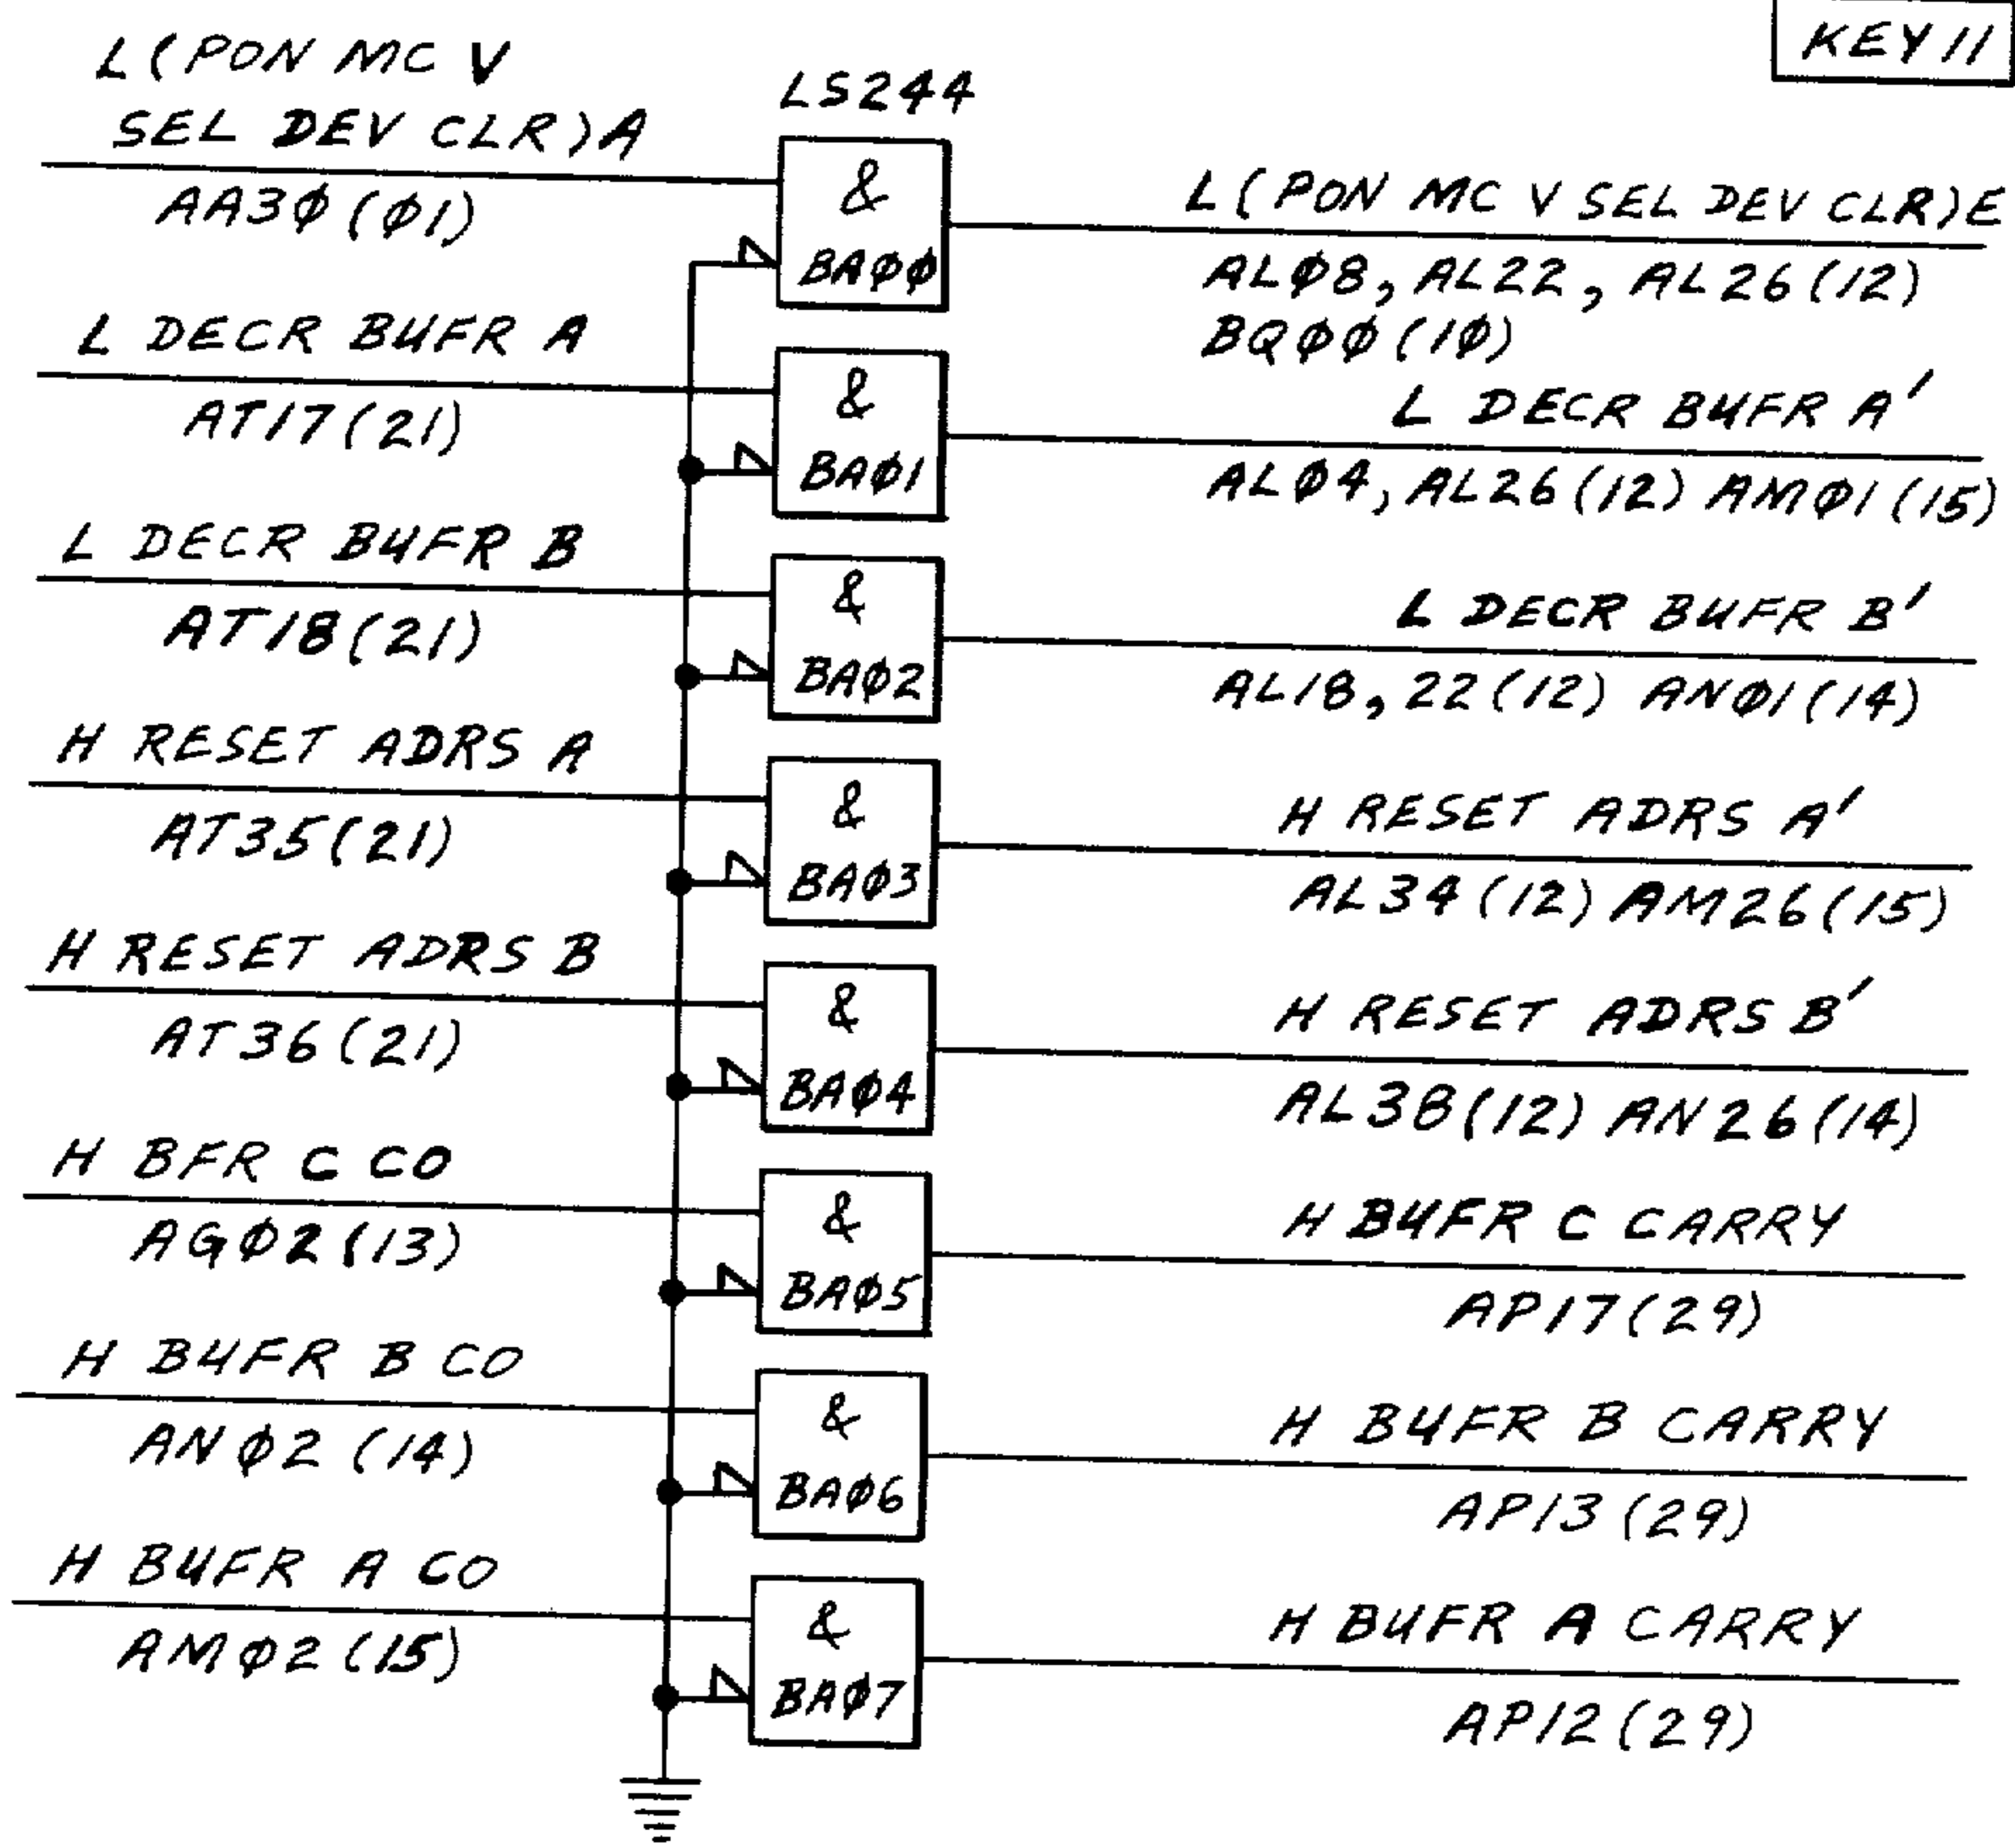 KEY 11
L (PON MC V
SEL DEV CLR) A
AA3Ø (Ø1)
LS244
&
BAØØ
L (PON MC V SEL DEV CLR) E
ALØ8, AL22, AL26 (12)
BQØØ (1Ø)
L DECR BUFR A
AT17 (21)
&
BAØ1
L DECR BUFR A'
ALØ4, AL26 (12) AMØ1 (15)
L DECR BUFR B
AT18 (21)
&
BAØ2
L DECR BUFR B'
AL18, 22 (12) ANØ1 (14)
H RESET ADRS A
AT35 (21)
&
BAØ3
H RESET ADRS A'
AL34 (12) AM26 (15)
H RESET ADRS B
AT36 (21)
&
BAØ4
H RESET ADRS B'
AL38 (12) AN26 (14)
H BFR C CO
AGØ2 (13)
&
BAØ5
H BUFR C CARRY
AP17 (29)
H BUFR B CO
ANØ2 (14)
&
BAØ6
H BUFR B CARRY
AP13 (29)
H BUFR A CO
AMØ2 (15)
&
BAØ7
H BUFR A CARRY
AP12 (29)